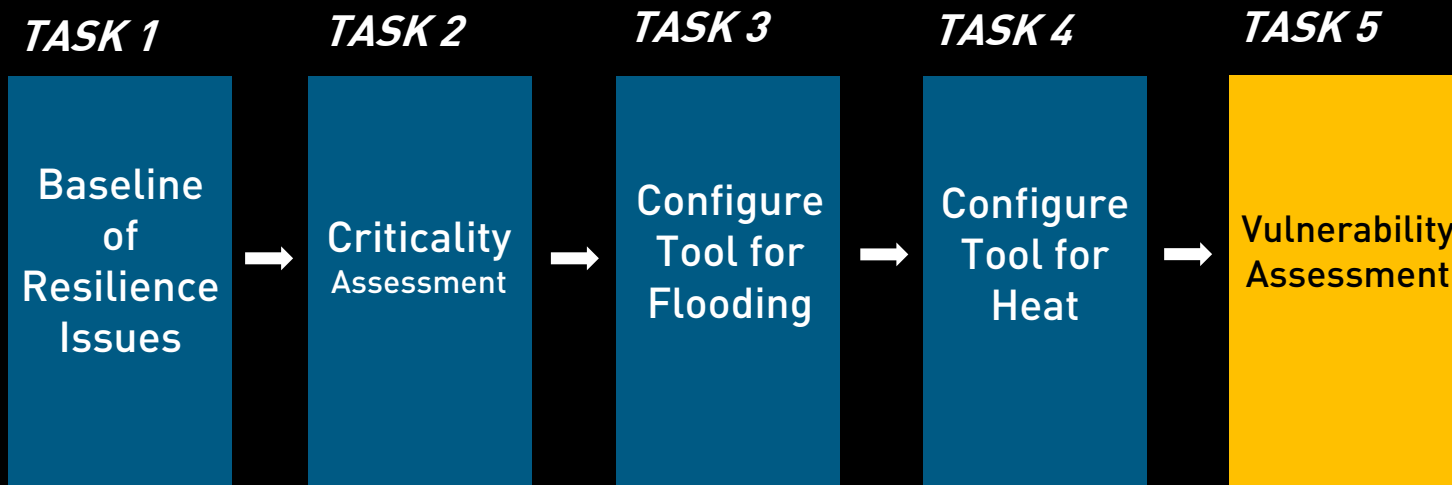 TASK 1
Baseline
of
Resilience
Issues
TASK 2
Criticality
Assessment
TASK 3
Configure
Tool for
Flooding
TASK 4
Configure
Tool for
Heat
TASK 5
Vulnerability
Assessment